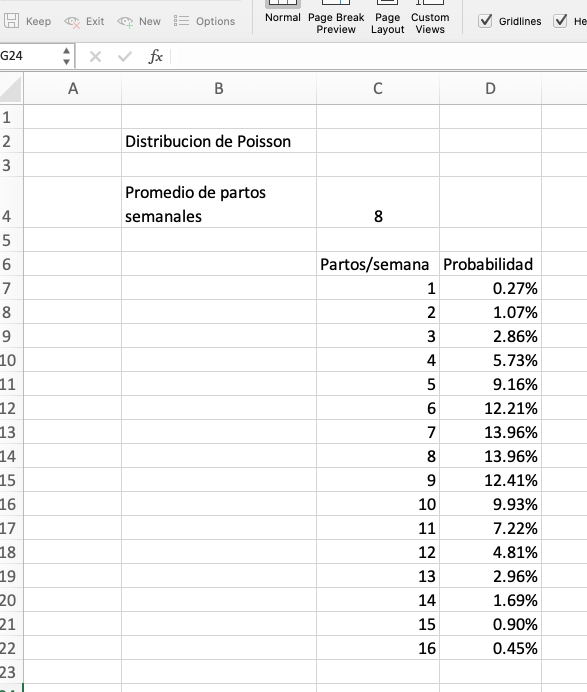 Keep Exit New Options Normal Page Break Preview Page Layout Custom Views Gridlines
G24 fx
A B C D
1
2 Distribucion de Poisson
3
4 Promedio de partos semanales 8
5
6 Partos/semana Probabilidad
7 1 0.27%
8 2 1.07%
9 3 2.86%
10 4 5.73%
11 5 9.16%
12 6 12.21%
13 7 13.96%
14 8 13.96%
15 9 12.41%
16 10 9.93%
17 11 7.22%
18 12 4.81%
19 13 2.96%
20 14 1.69%
21 15 0.90%
22 16 0.45%
23